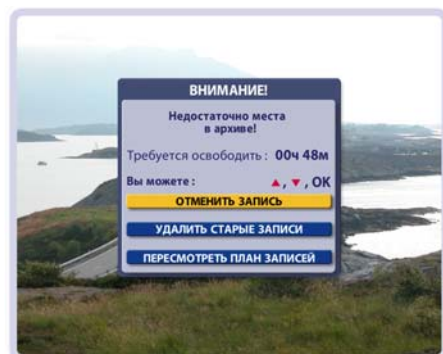 ВНИМАНИЕ!
Недостаточно места
в архиве!
Требуется освободить : 00ч 48м
Вы можете : ▲, ▼, OK
ОТМЕНИТЬ ЗАПИСЬ
УДАЛИТЬ СТАРЫЕ ЗАПИСИ
ПЕРЕСМОТРЕТЬ ПЛАН ЗАПИСЕЙ